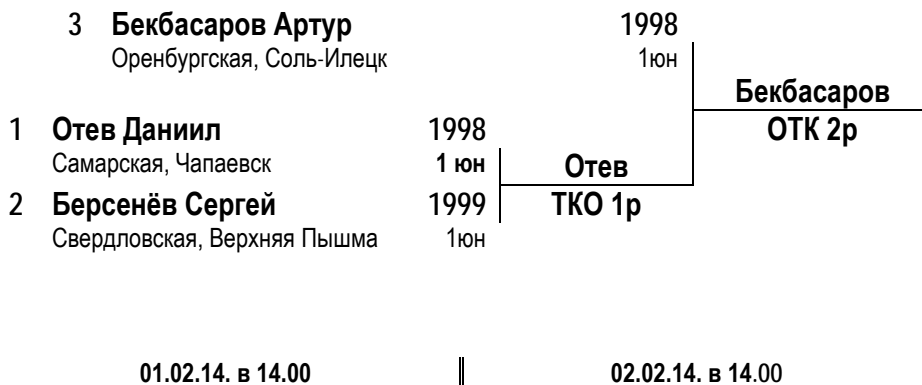 3 Бекбасаров Артур 1998
Оренбургская, Соль-Илецк 1юн
Бекбасаров
1 Отев Даниил 1998 ОТК 2р
Самарская, Чапаевск 1 юн Отев
2 Берсенёв Сергей 1999 ТКО 1р
Свердловская, Верхняя Пышма 1юн
01.02.14. в 14.00 02.02.14. в 14.00